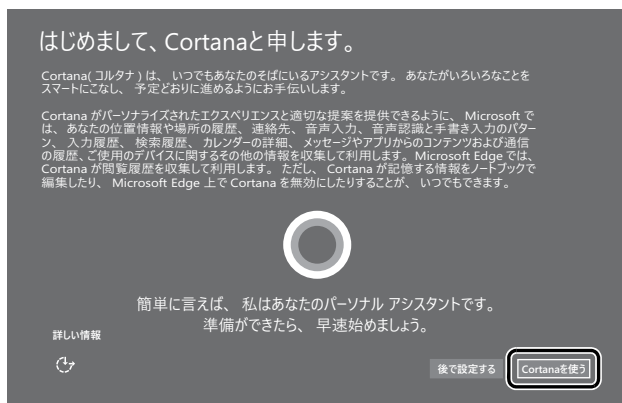 はじめまして、Cortanaと申します。
Cortana( コルタナ ) は、 いつでもあなたのそばにいるアシスタントです。 あなたがいろいろなことを
スマートにこなし、 予定どおりに進めるようにお手伝いします。
Cortana がパーソナライズされたエクスペリエンスと適切な提案を提供できるように、 Microsoft で
は、 あなたの位置情報や場所の履歴、 連絡先、 音声入力、 音声認識と手書き入力のパター
ン、 入力履歴、 検索履歴、 カレンダーの詳細、 メッセージやアプリからのコンテンツおよび通信
の履歴、ご使用のデバイスに関するその他の情報を収集して利用します。Microsoft Edge では、
Cortana が閲覧履歴を収集して利用します。 ただし、 Cortana が記憶する情報をノートブックで
編集したり、 Microsoft Edge 上で Cortana を無効にしたりすることが、 いつでもできます。
簡単に言えば、 私はあなたのパーソナル アシスタントです。
準備ができたら、 早速始めましょう。
詳しい情報
後で設定する
Cortanaを使う